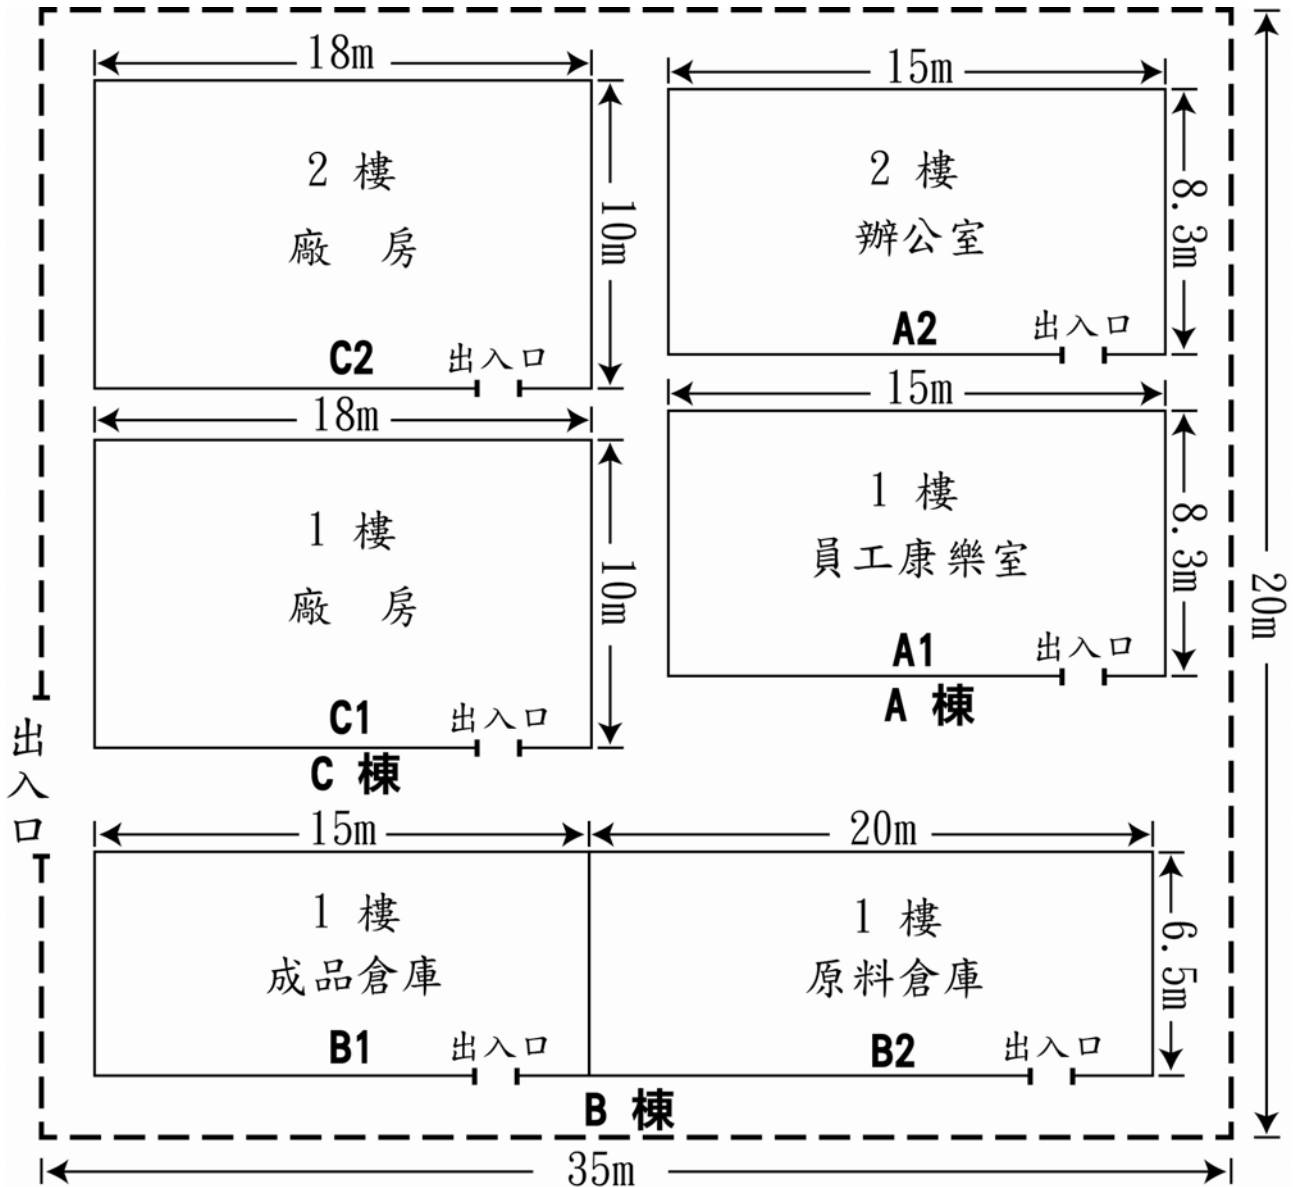 18m
2 樓
廠 房
10m
C2
出入口
15m
2 樓
辦公室
8.3m
A2
出入口
18m
1 樓
廠 房
10m
C1
出入口
C 棟
15m
1 樓
員工康樂室
8.3m
A1
出入口
A 棟
20m
出入口
15m
1 樓
成品倉庫
B1
出入口
20m
1 樓
原料倉庫
6.5m
B2
出入口
B 棟
35m